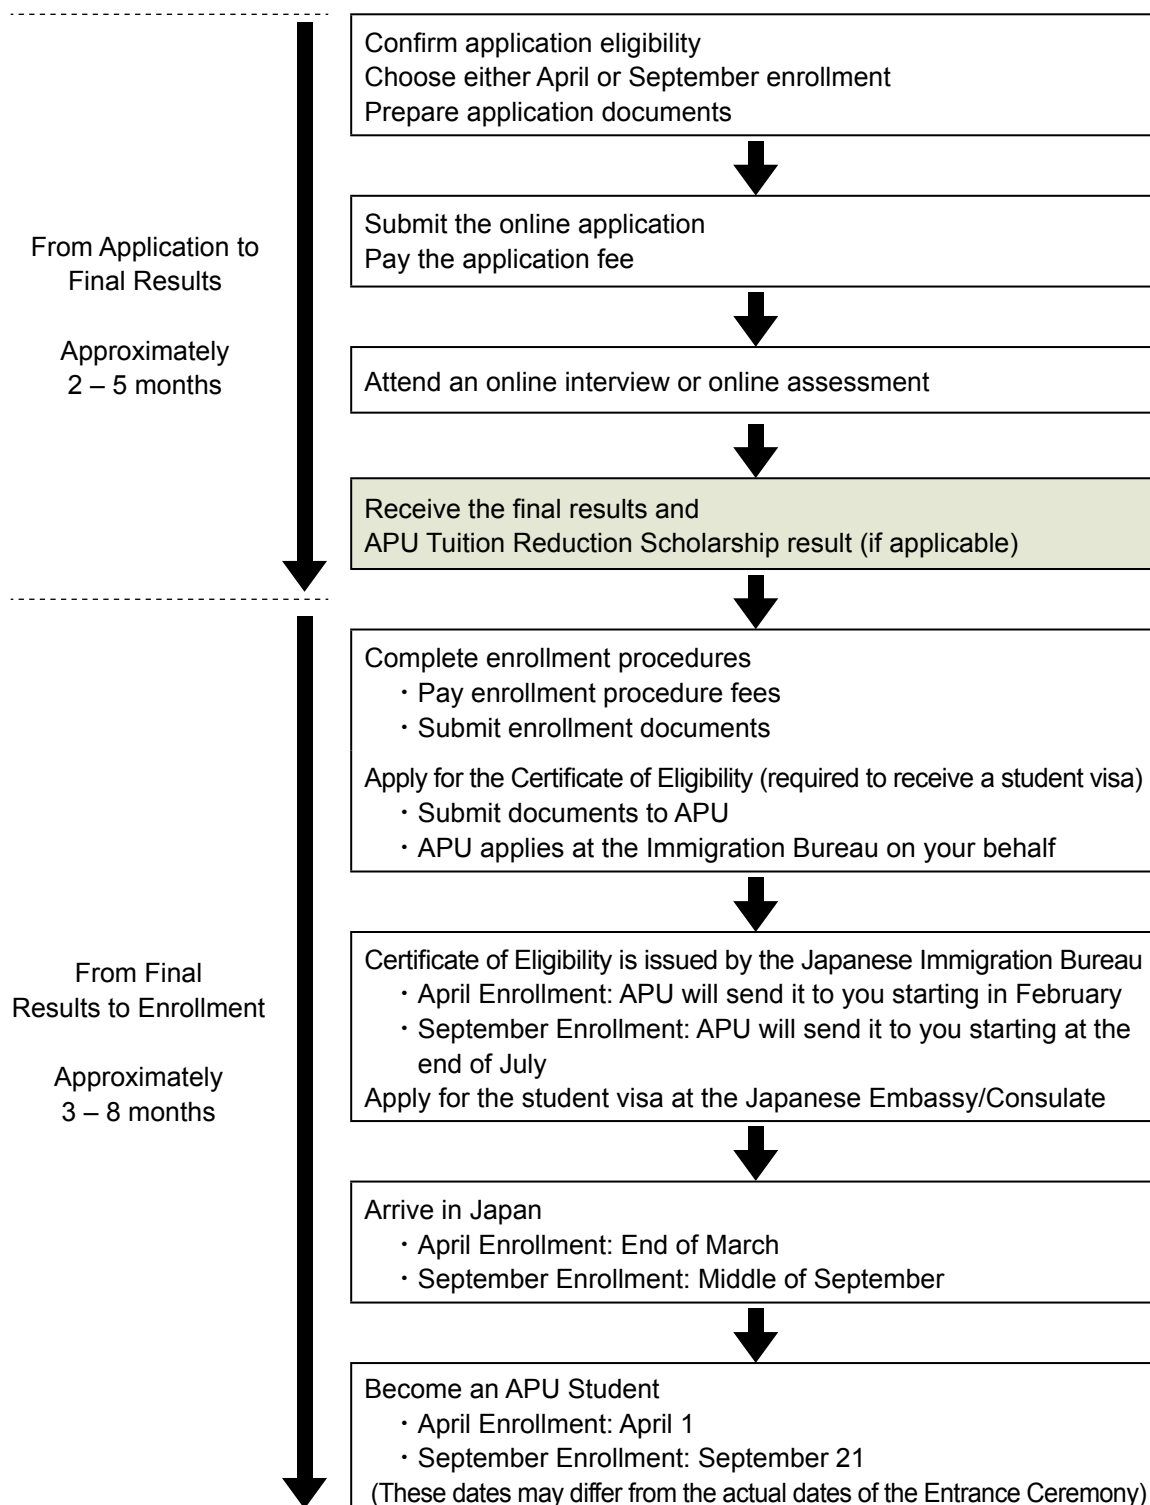 Confirm application eligibility
Choose either April or September enrollment
Prepare application documents
Submit the online application
Pay the application fee
From Application to
Final Results
Approximately
2 – 5 months
Attend an online interview or online assessment
Receive the final results and
APU Tuition Reduction Scholarship result (if applicable)
Complete enrollment procedures
・Pay enrollment procedure fees
・Submit enrollment documents
Apply for the Certificate of Eligibility (required to receive a student visa)
・Submit documents to APU
・APU applies at the Immigration Bureau on your behalf
From Final
Results to Enrollment
Approximately
3 – 8 months
Certificate of Eligibility is issued by the Japanese Immigration Bureau
・April Enrollment: APU will send it to you starting in February
・September Enrollment: APU will send it to you starting at the
end of July
Apply for the student visa at the Japanese Embassy/Consulate
Arrive in Japan
・April Enrollment: End of March
・September Enrollment: Middle of September
Become an APU Student
・April Enrollment: April 1
・September Enrollment: September 21
(These dates may differ from the actual dates of the Entrance Ceremony)